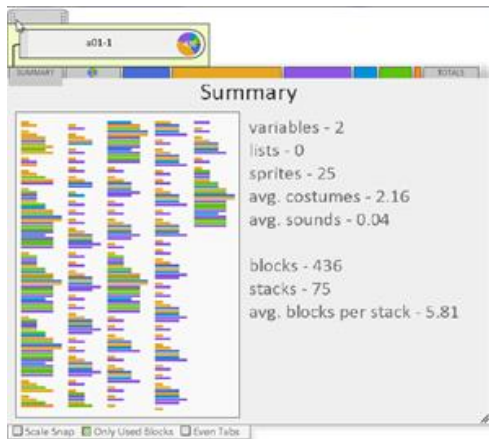 a01-1
SUMMARY
TOTALS
Summary
variables - 2
lists - 0
sprites - 25
avg. costumes - 2.16
avg. sounds - 0.04
blocks - 436
stacks - 75
avg. blocks per stack - 5.81
Scale Snap Only Used Blocks Even Tabs